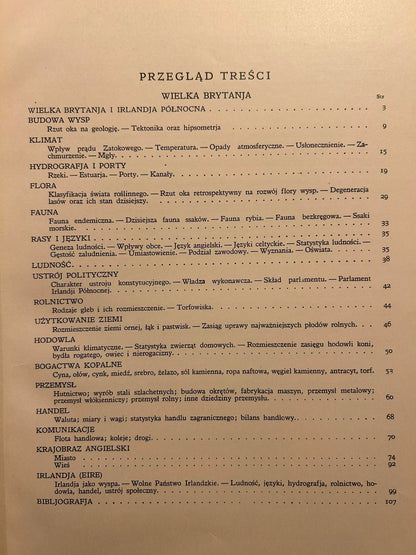 PRZEGLĄD TREŚCI
WIELKA BRYTANJA
Str
WIELKA BRYTANJA I IRLANDJA PÓŁNOCNA . . . 3
BUDOWA WYSP
Rzut oka na geologję. — Tektonika oraz hipsometrja . . . 9
KLIMAT
Wpływ prądu Zatokowego. — Temperatura. — Opady atmosferyczne. — Usłonecznienie. — Za-
chmurzenie. — Mgły. . . . 15
HYDROGRAFJA I PORTY
Rzeki. — Estuarja. — Porty. — Kanały. . . . 19
FLORA
Klasyfikacja świata roślinnego. — Rzut oka retrospektywny na rozwój flory wysp. — Degeneracja
lasów oraz ich stan dzisiejszy. . . . 29
FAUNA
Fauna endemiczna. — Dzisiejsza fauna ssaków. — Fauna rybia. — Fauna bezkręgowa. — Ssaki
morskie. . . . 33
RASY I JĘZYKI . . . 35
Geneza ludności. — Wpływy obce. — Język angielski. — Języki celtyckie. — Statystyka ludności. —
Gęstość zaludnienia. — Umiastowienie. — Podział zawodowy. — Wyznania. — Oświata. . . . 35
LUDNOŚĆ. . . . 38
USTRÓJ POLITYCZNY
Charakter ustroju konstytucyjnego. — Władza wykonawcza. — Skład parlamentu. — Parlament
Irlandji Północnej. . . . 42
ROLNICTWO
Rodzaje gleb i ich rozmieszczenie. — Torfowiska. . . . 44
UŻYTKOWANIE ZIEMI
Rozmieszczenie ziemi ornej, łąk i pastwisk. — Zasiąg uprawy najważniejszych płodów rolnych. . . . 46
HODOWLA
Warunki klimatyczne. — Statystyka zwierząt domowych. — Rozmieszczenie zasięgu hodowli koni,
bydła rogatego, owiec i nierogacizny. . . . 50
BOGACTWA KOPALNE
Cyna, ołów, cynk, miedź, srebro, żelazo, sól kamienna, ropa naftowa, węgiel kamienny, antracyt, torf. 52
PRZEMYSŁ
Hutnictwo; wyrób stali szlachetnych; budowa okrętów, fabrykacja maszyn, przemysł metalowy;
przemysł włókienniczy; przemysł rolny; inne dziedziny przemysłu. . . . 60
HANDEL
Waluta; miary i wagi; statystyka handlu zagranicznego; bilans handlowy. . . . 68
KOMUNIKACJE
Flota handlowa; koleje; drogi. . . . 70
KRAJOBRAZ ANGIELSKI
Miasto . . . 74
Wieś . . . 92
IRLANDJA (EIRE)
Irlandja jako wyspa. — Wolne Państwo Irlandzkie. — Ludność, języki, hydrografja, rolnictwo, ho-
dowla, handel, ustrój społeczny. . . . 99
BIBLJOGRAFJA . . . 107